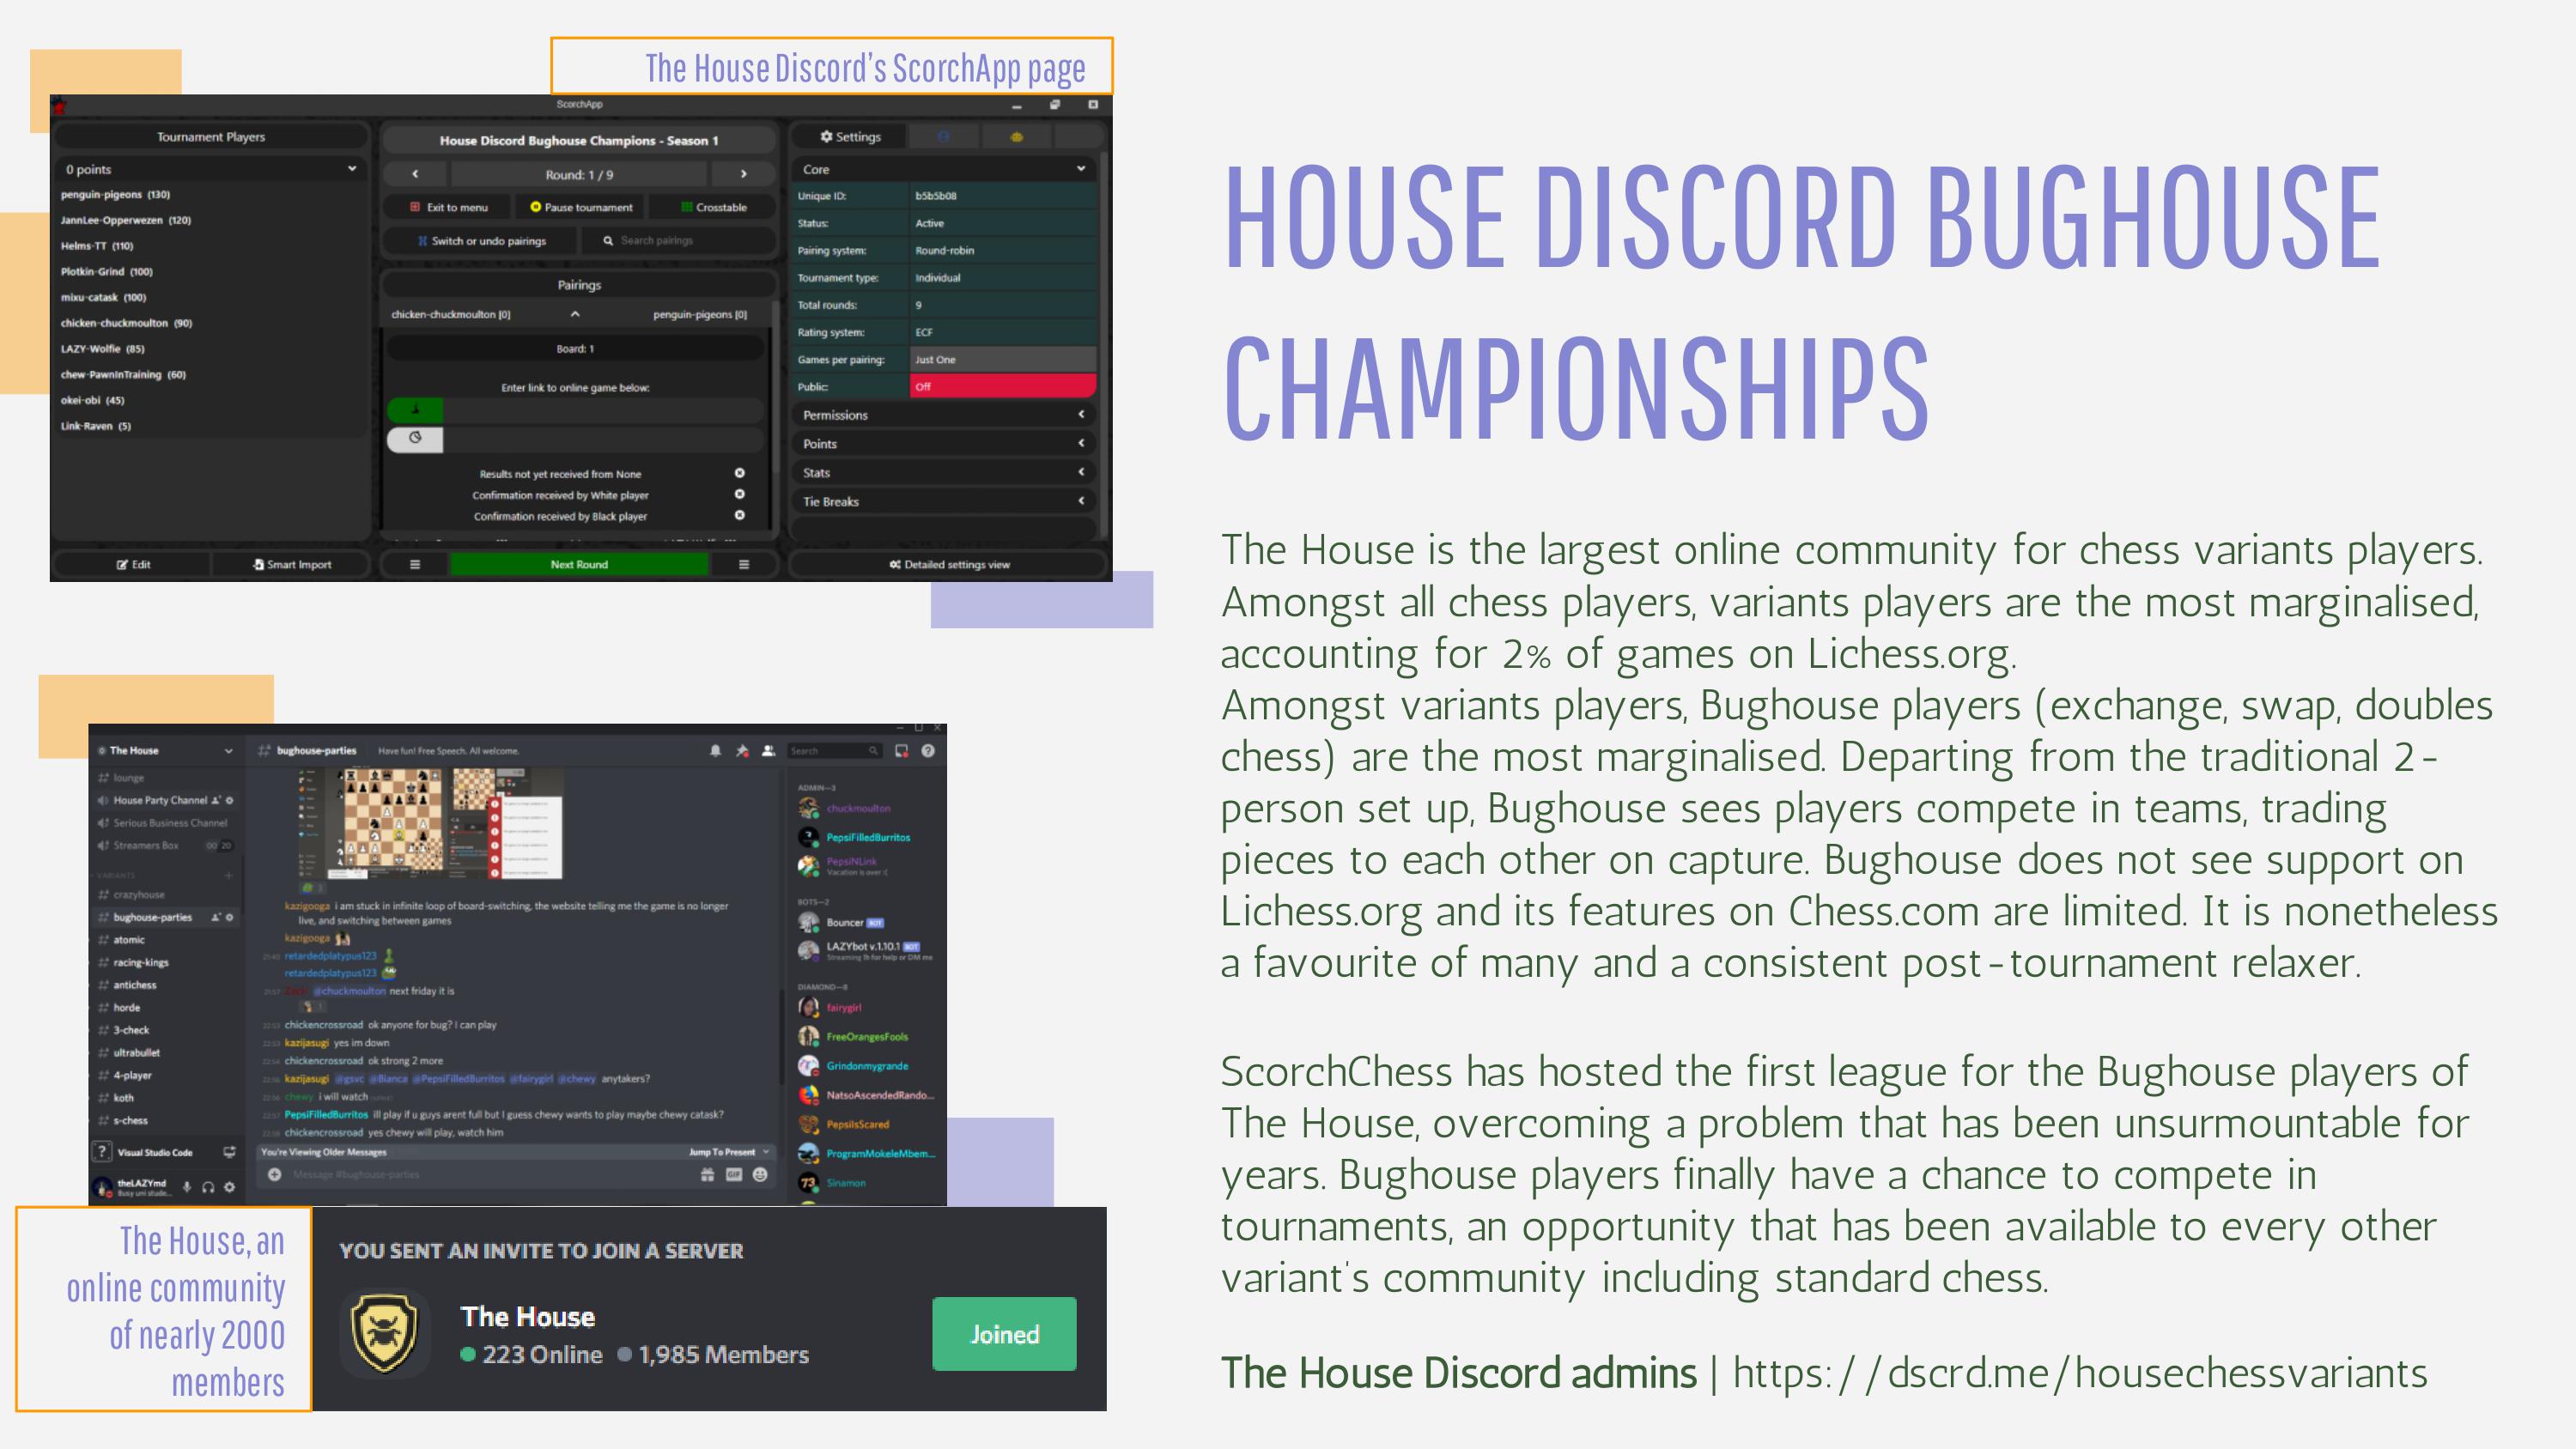 The House Discord's ScorchApp page
ScorchApp
Tournament Players
0 points
penguin-pigeons (130)
JannLee-Opperwezen (120)
Helms-TT (110)
Plotkin-Grind (100)
mixu-catask (100)
chicken-chuckmoulton (90)
LAZY-Wolfie (85)
chew-PawnInTraining (60)
okei-obi (45)
Link-Raven (5)
Edit
Smart Import
House Discord Bughouse Champions - Season 1
Round: 1 / 9
Exit to menu
Pause tournament
Crosstable
Switch or undo pairings
Search pairings
Pairings
chicken-chuckmoulton [0]
penguin-pigeons [0]
Board: 1
Enter link to online game below:
Results not yet received from None
Confirmation received by White player
Confirmation received by Black player
Next Round
Settings
Core
Unique ID: b5b5b08
Status: Active
Pairing system: Round-robin
Tournament type: Individual
Total rounds: 9
Rating system: ECF
Games per pairing: Just One
Public: Off
Permissions
Points
Stats
Tie Breaks
Detailed settings view
The House
# lounge
House Party Channel
Serious Business Channel
Streamers Box 00 20
VARIANTS
crazyhouse
bughouse-parties
atomic
racing-kings
antichess
horde
3-check
ultrabullet
4-player
koth
s-chess
Visual Studio Code
theLAZYmd
Busy uni stude...
bughouse-parties
Have fun! Free Speech. All welcome.
Search
kazigooga i am stuck in infinite loop of board-switching, the website telling me the game is no longer
live, and switching between games
kazigooga
retardedplatypus123
retardedplatypus123
@chuckmoulton next friday it is
chickencrossroad ok anyone for bug? I can play
kazijasugi yes im down
chickencrossroad ok strong 2 more
kazijasugi @gsvc @Bianca @PepsiFilledBurritos @fairygirl @chewy anytakers?
chewy i will watch
PepsiFilledBurritos ill play if u guys arent full but I guess chewy wants to play maybe chewy catask?
chickencrossroad yes chewy will play, watch him
You're Viewing Older Messages
Jump To Present
Message #bughouse-parties
GIF
ADMIN—3
chuckmoulton
PepsiFilledBurritos
PepsiNLink
Vacation is over :(
BOTS—2
Bouncer BOT
LAZYbot v.1.10.1 BOT
Streaming !h for help or DM me
DIAMOND—8
fairygirl
FreeOrangesFools
Grindonmygrande
NatsoAscendedRando...
PepsiIsScared
ProgramMokeleMbem...
73
Sinamon
The House, an
online community
of nearly 2000
members
YOU SENT AN INVITE TO JOIN A SERVER
The House
223 Online 1,985 Members
Joined
HOUSE DISCORD BUGHOUSE
CHAMPIONSHIPS
The House is the largest online community for chess variants players.
Amongst all chess players, variants players are the most marginalised,
accounting for 2% of games on Lichess.org.
Amongst variants players, Bughouse players (exchange, swap, doubles
chess) are the most marginalised. Departing from the traditional 2-
person set up, Bughouse sees players compete in teams, trading
pieces to each other on capture. Bughouse does not see support on
Lichess.org and its features on Chess.com are limited. It is nonetheless
a favourite of many and a consistent post-tournament relaxer.
ScorchChess has hosted the first league for the Bughouse players of
The House, overcoming a problem that has been unsurmountable for
years. Bughouse players finally have a chance to compete in
tournaments, an opportunity that has been available to every other
variant's community including standard chess.
The House Discord admins | https://dscrd.me/housechessvariants